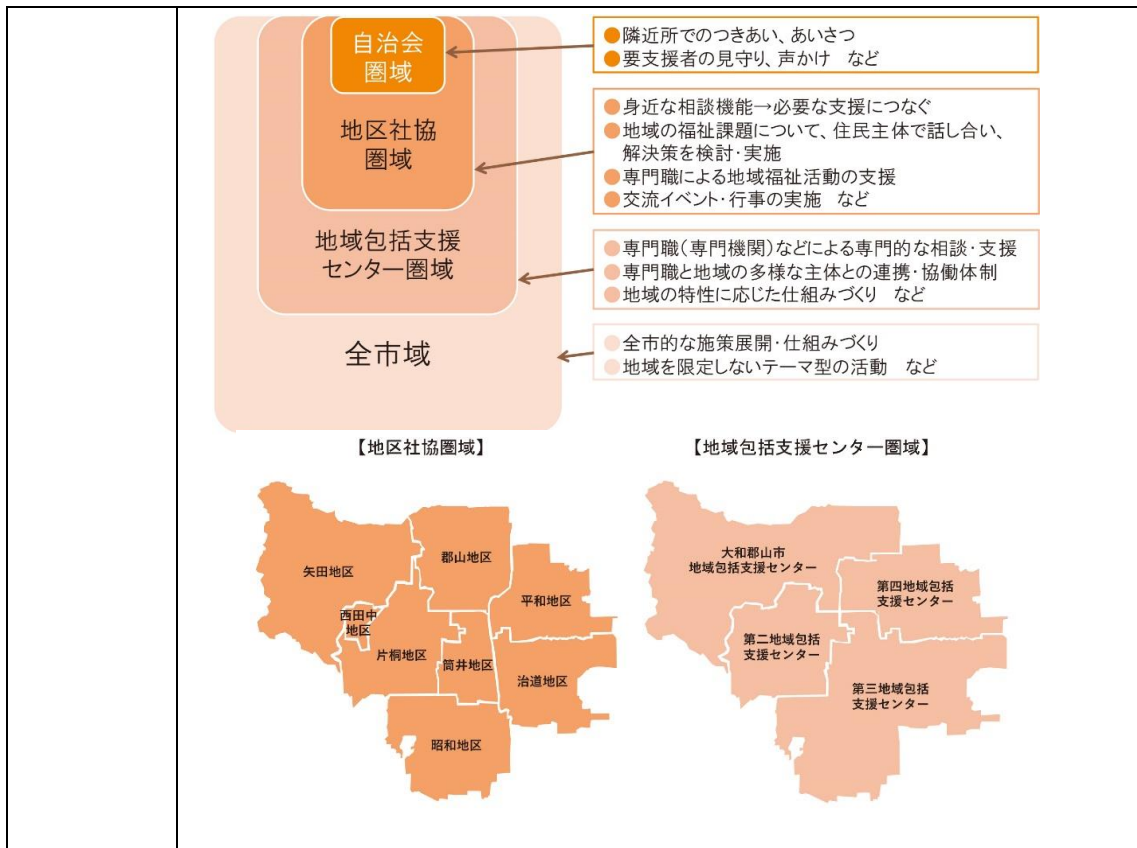 自治会
圏域
●隣近所でのつきあい、あいさつ
●要支援者の見守り、声かけ　など
地区社協
圏域
●身近な相談機能→必要な支援につなぐ
●地域の福祉課題について、住民主体で話し合い、
解決策を検討・実施
●専門職による地域福祉活動の支援
●交流イベント・行事の実施　など
地域包括支援
センター圏域
●専門職（専門機関）などによる専門的な相談・支援
●専門職と地域の多様な主体との連携・協働体制
●地域の特性に応じた仕組みづくり　など
全市域
●全市的な施策展開・仕組みづくり
●地域を限定しないテーマ型の活動　など
【地区社協圏域】
矢田地区
郡山地区
平和地区
西田中
地区
片桐地区
筒井地区
治道地区
昭和地区
【地域包括支援センター圏域】
大和郡山市
地域包括支援センター
第四地域包括
支援センター
第二地域包括
支援センター
第三地域包括
支援センター